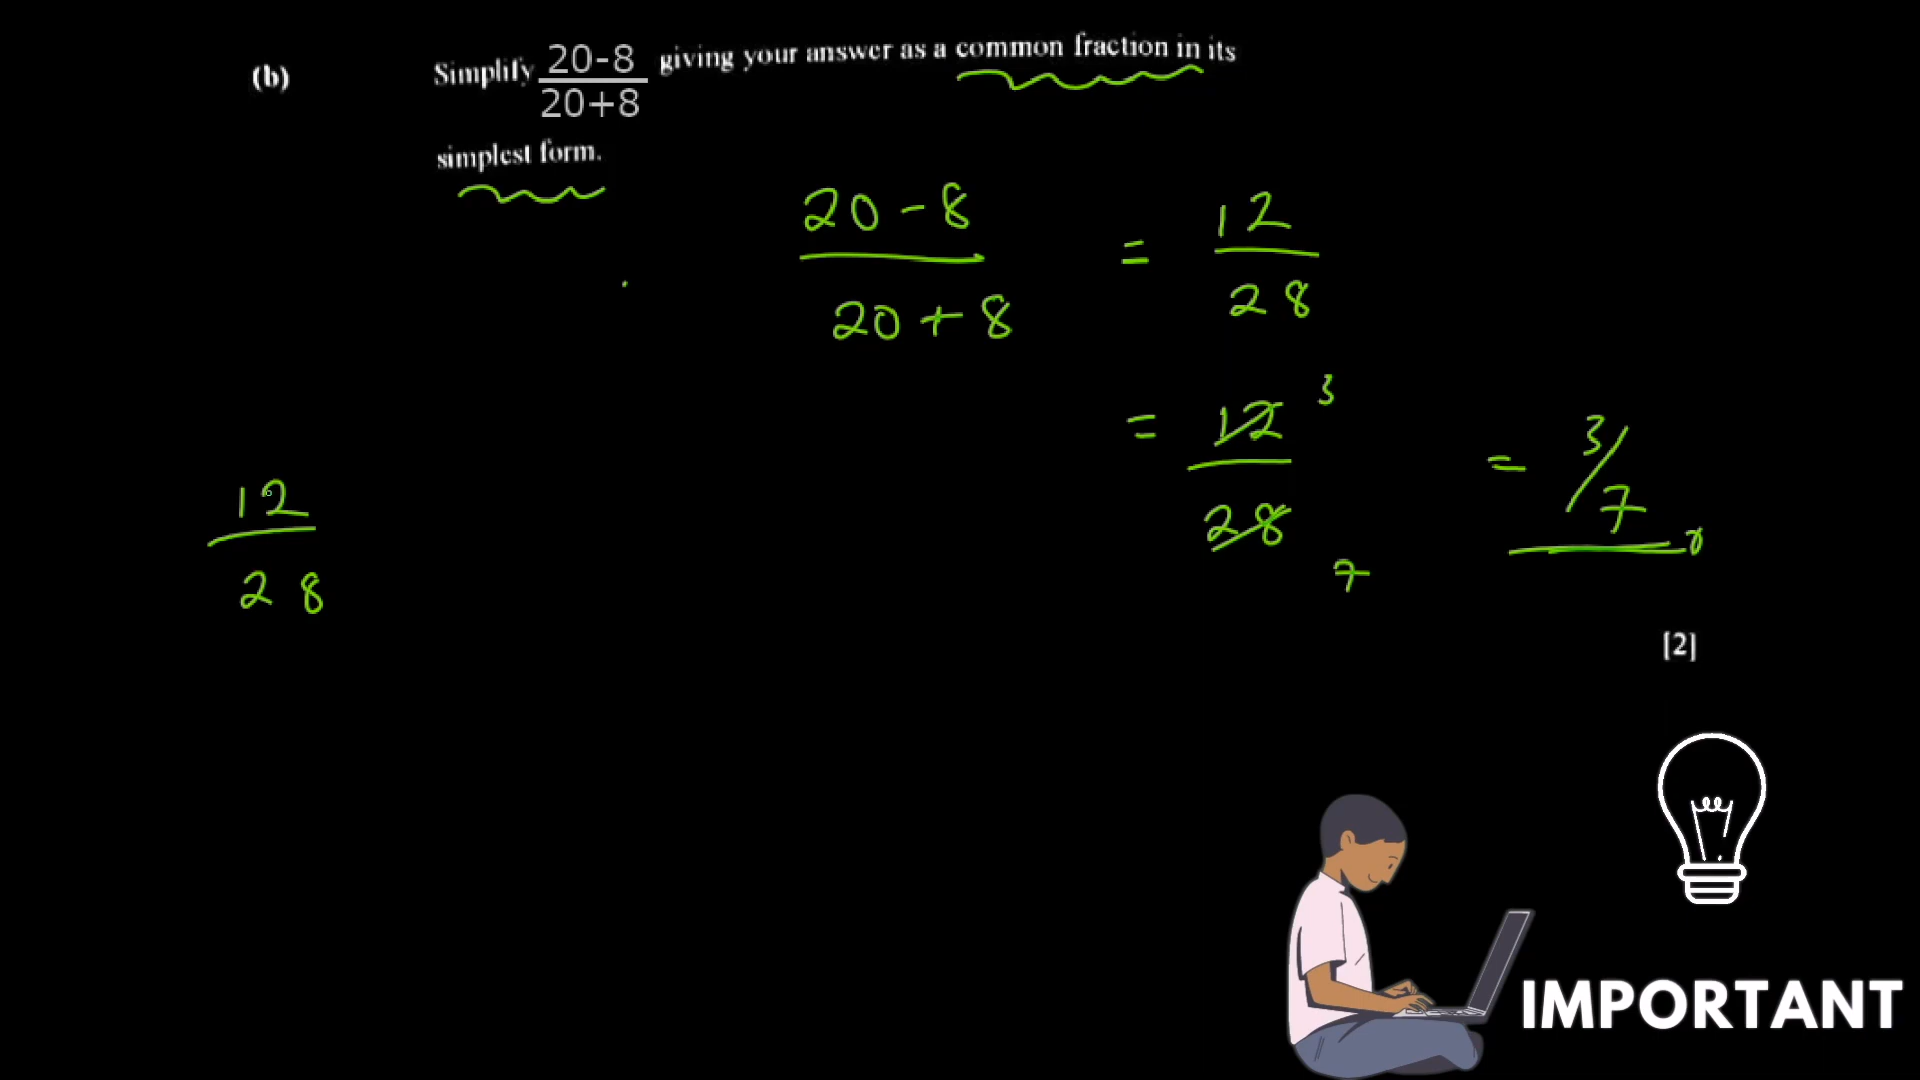 (b) Simplify 20-8/20+8 giving your answer as a common fraction in its
simplest form.
20 - 8 / 20 + 8 = 12 / 28
= 12 / 28 3 7 = 3/7
12 / 28
[2]
IMPORTANT